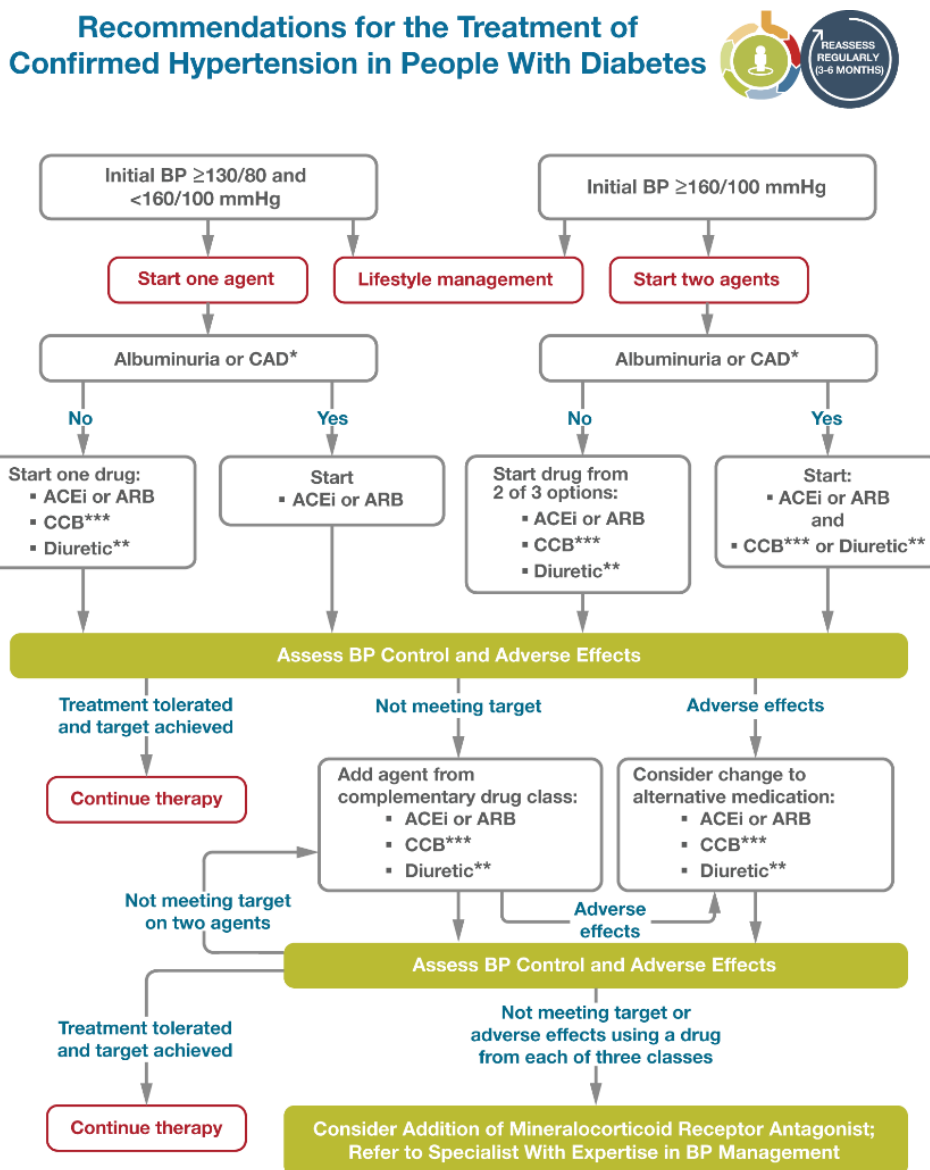 Recommendations for the Treatment of
Confirmed Hypertension in People With Diabetes
REASSESS
REGULARLY
(3-6 MONTHS)
Initial BP ≥130/80 and
<160/100 mmHg
Initial BP ≥160/100 mmHg
Start one agent
Lifestyle management
Start two agents
Albuminuria or CAD*
Albuminuria or CAD*
No
Yes
No
Yes
Start one drug:
▪ ACEi or ARB
▪ CCB***
▪ Diuretic**
Start
▪ ACEi or ARB
Start drug from
2 of 3 options:
▪ ACEi or ARB
▪ CCB***
▪ Diuretic**
Start:
▪ ACEi or ARB
and
▪ CCB*** or Diuretic**
Assess BP Control and Adverse Effects
Treatment tolerated
and target achieved
Not meeting target
Adverse effects
Continue therapy
Add agent from
complementary drug class:
▪ ACEi or ARB
▪ CCB***
▪ Diuretic**
Consider change to
alternative medication:
▪ ACEi or ARB
▪ CCB***
▪ Diuretic**
Not meeting target
on two agents
Adverse
effects
Assess BP Control and Adverse Effects
Treatment tolerated
and target achieved
Not meeting target or
adverse effects using a drug
from each of three classes
Continue therapy
Consider Addition of Mineralocorticoid Receptor Antagonist;
Refer to Specialist With Expertise in BP Management